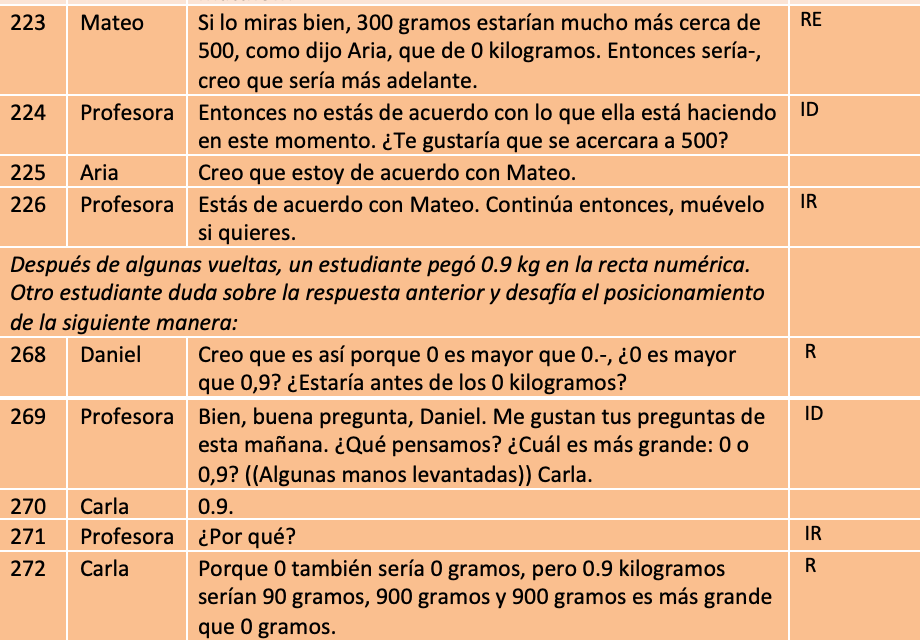 223 Mateo Si lo miras bien, 300 gramos estarían mucho más cerca de RE
500, como dijo Aria, que de 0 kilogramos. Entonces sería-,
creo que sería más adelante.
224 Profesora Entonces no estás de acuerdo con lo que ella está haciendo ID
en este momento. ¿Te gustaría que se acercara a 500?
225 Aria Creo que estoy de acuerdo con Mateo.
226 Profesora Estás de acuerdo con Mateo. Continúa entonces, muévelo IR
si quieres.
Después de algunas vueltas, un estudiante pegó 0.9 kg en la recta numérica.
Otro estudiante duda sobre la respuesta anterior y desafía el posicionamiento
de la siguiente manera:
268 Daniel Creo que es así porque 0 es mayor que 0.-, ¿0 es mayor R
que 0,9? ¿Estaría antes de los 0 kilogramos?
269 Profesora Bien, buena pregunta, Daniel. Me gustan tus preguntas de ID
esta mañana. ¿Qué pensamos? ¿Cuál es más grande: 0 o
0,9? ((Algunas manos levantadas)) Carla.
270 Carla 0.9.
271 Profesora ¿Por qué? IR
272 Carla Porque 0 también sería 0 gramos, pero 0.9 kilogramos R
serían 90 gramos, 900 gramos y 900 gramos es más grande
que 0 gramos.